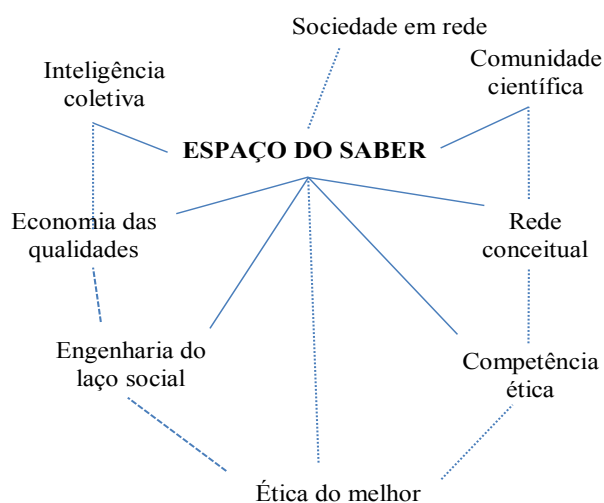 Sociedade em rede
Inteligência
coletiva
Comunidade
científica
ESPAÇO DO SABER
Economia das
qualidades
Rede
conceitual
Engenharia do
laço social
Competência
ética
Ética do melhor